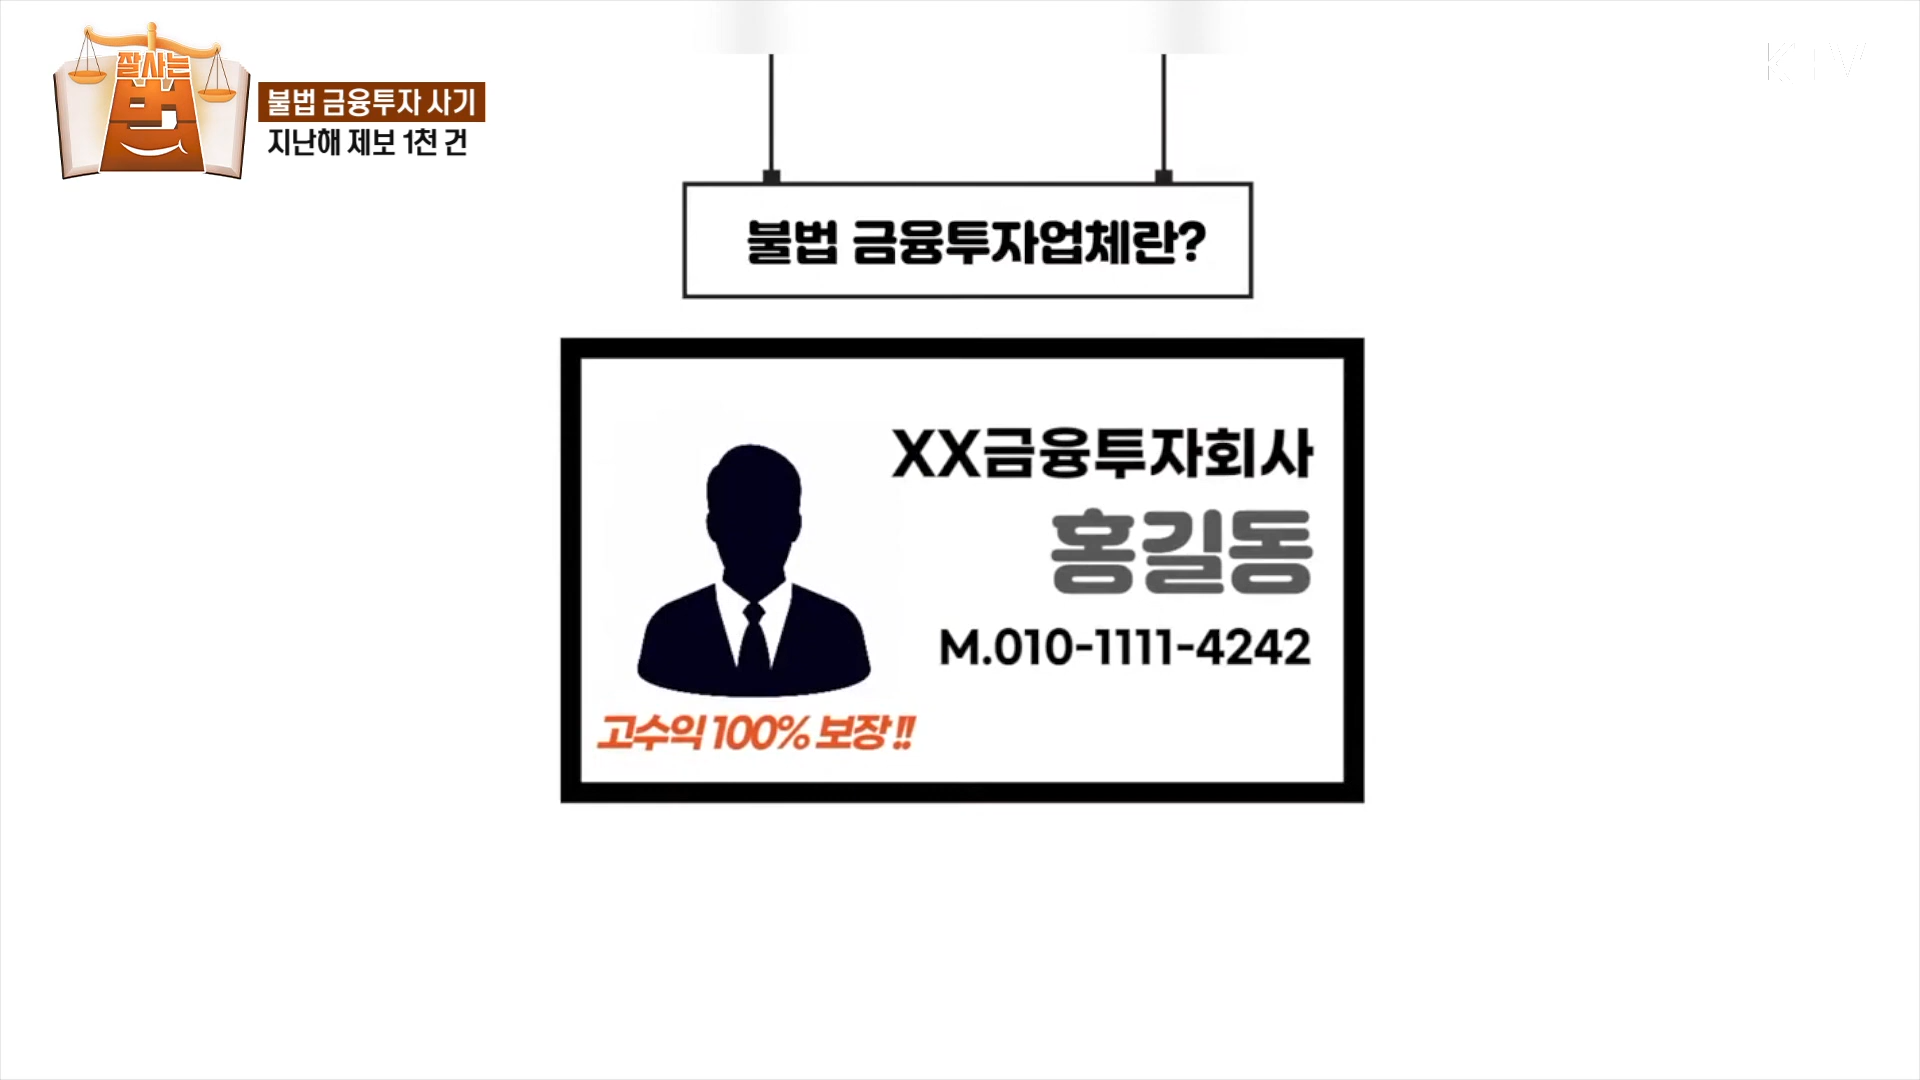 잘사는
법
불법 금융투자 사기
지난해 제보 1천 건
KTV
불법 금융투자업체란?
XX금융투자회사
홍길동
M.010-1111-4242
고수익 100% 보장!!